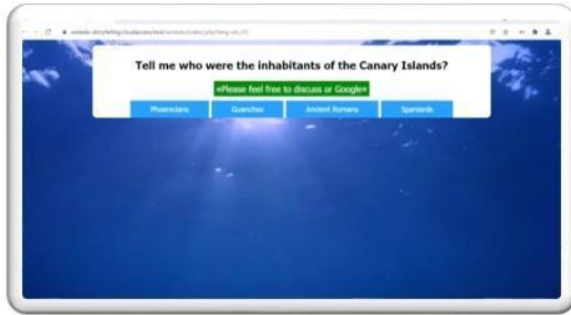 Tell me who were the inhabitants of the Canary Islands?
«Please feel free to discuss or Google»
Phoenicians Guanches Ancient Romans Spaniards